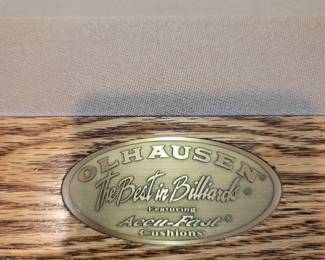 OLHAUSEN®
The Best in Billiards®
Featuring
Accu-Fast®
Cushions